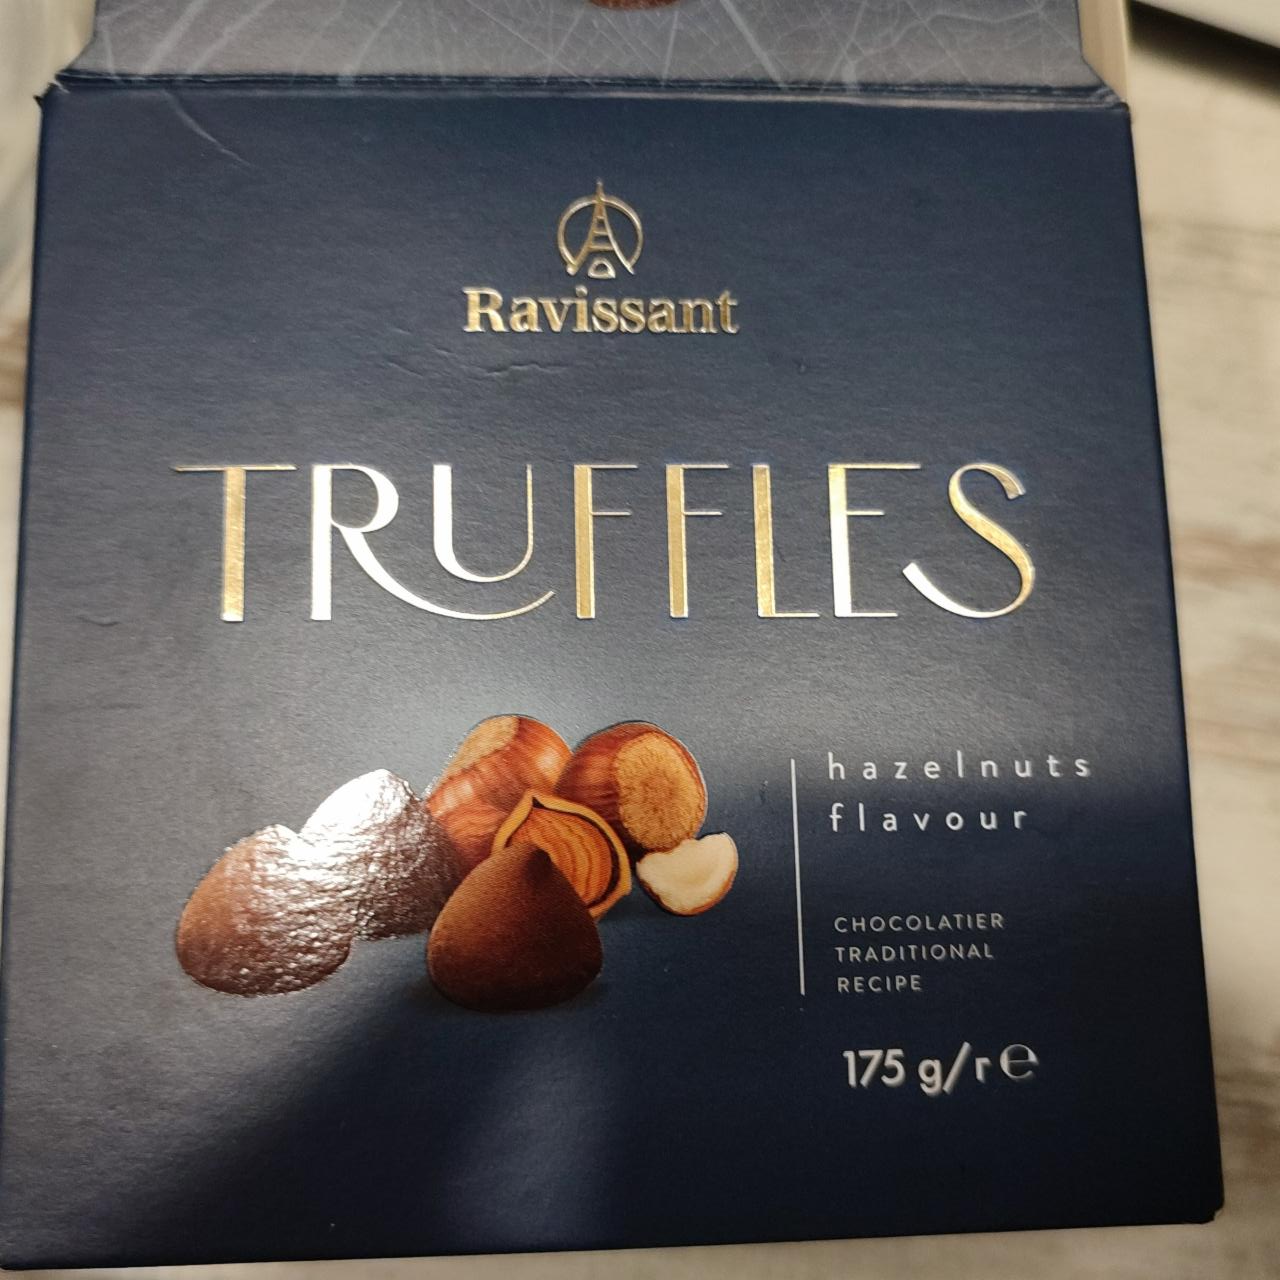 Ravissant
TRUFFLES
hazelnuts
flavour
CHOCOLATIER
TRADITIONAL
RECIPE
175 g/г ℮